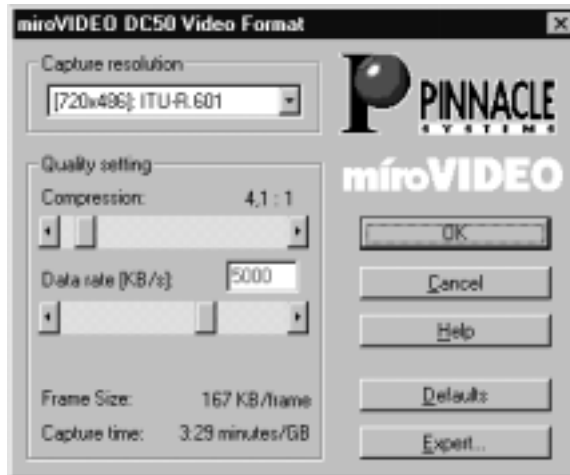 miroVIDEO DC50 Video Format
Capture resolution
[720x486]: ITU-R.601
PINNACLE
SYSTEMS
míroVIDEO
Quality setting
Compression: 4,1 : 1
Data rate [KB/s]: 5000
Frame Size: 167 KB/frame
Capture time: 3:29 minutes/GB
OK
Cancel
Help
Defaults
Expert...